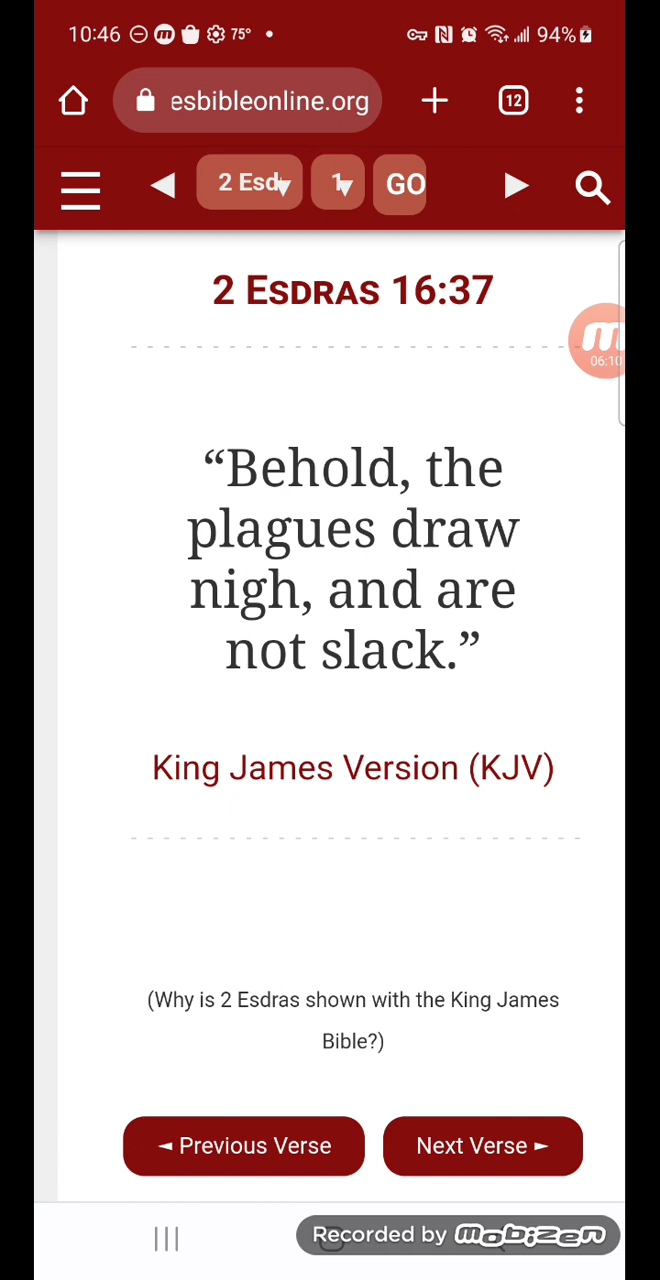 10:46 75° 94%
esbibleonline.org 12
2 Esd 1 GO
2 ESDRAS 16:37
06:10
“Behold, the
plagues draw
nigh, and are
not slack.”
King James Version (KJV)
(Why is 2 Esdras shown with the King James
Bible?)
◄ Previous Verse Next Verse ►
Recorded by mobizen